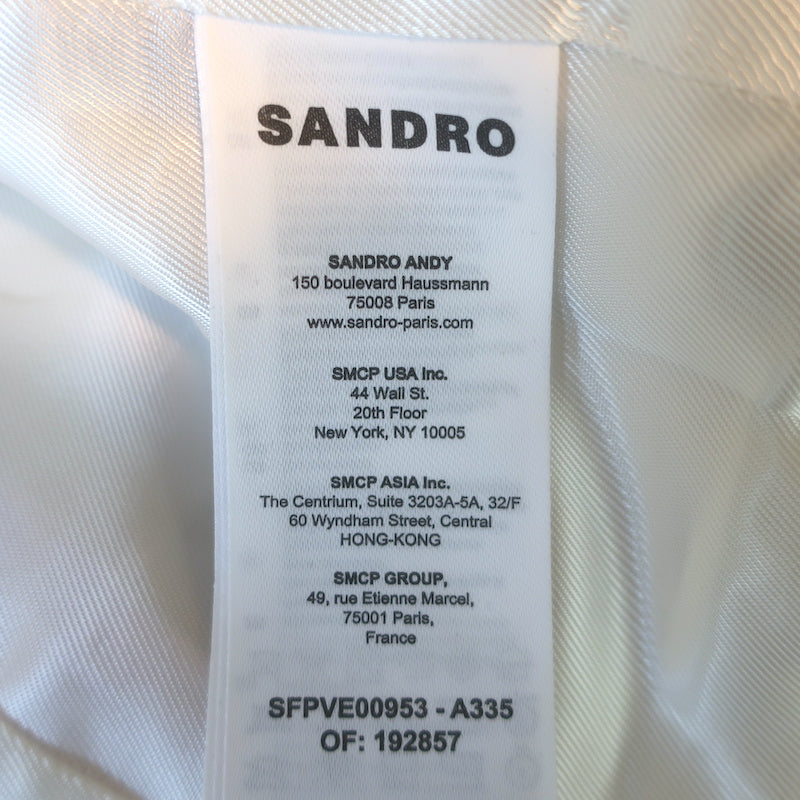 SANDRO
SANDRO ANDY
150 boulevard Haussmann
75008 Paris
www.sandro-paris.com
SMCP USA Inc.
44 Wall St.
20th Floor
New York, NY 10005
SMCP ASIA Inc.
The Centrium, Suite 3203A-5A, 32/F
60 Wyndham Street, Central
HONG-KONG
SMCP GROUP,
49, rue Etienne Marcel,
75001 Paris,
France
SFPVE00953 - A335
OF: 192857